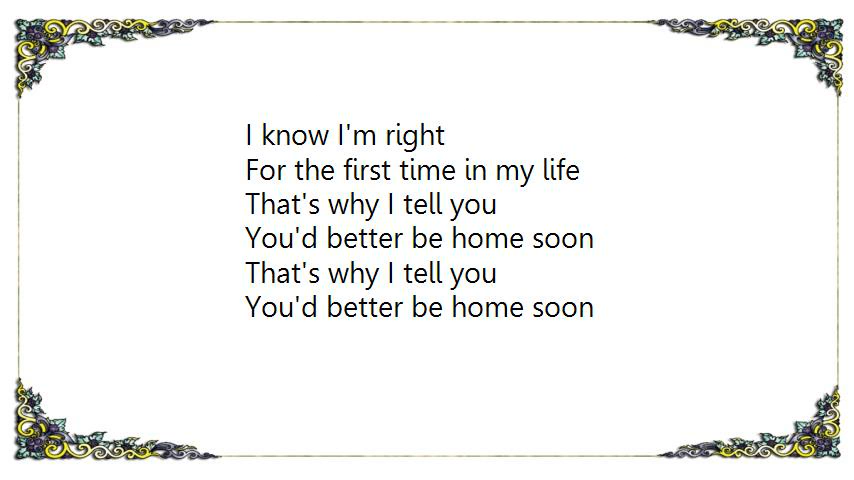 I know I'm right
For the first time in my life
That's why I tell you
You'd better be home soon
That's why I tell you
You'd better be home soon